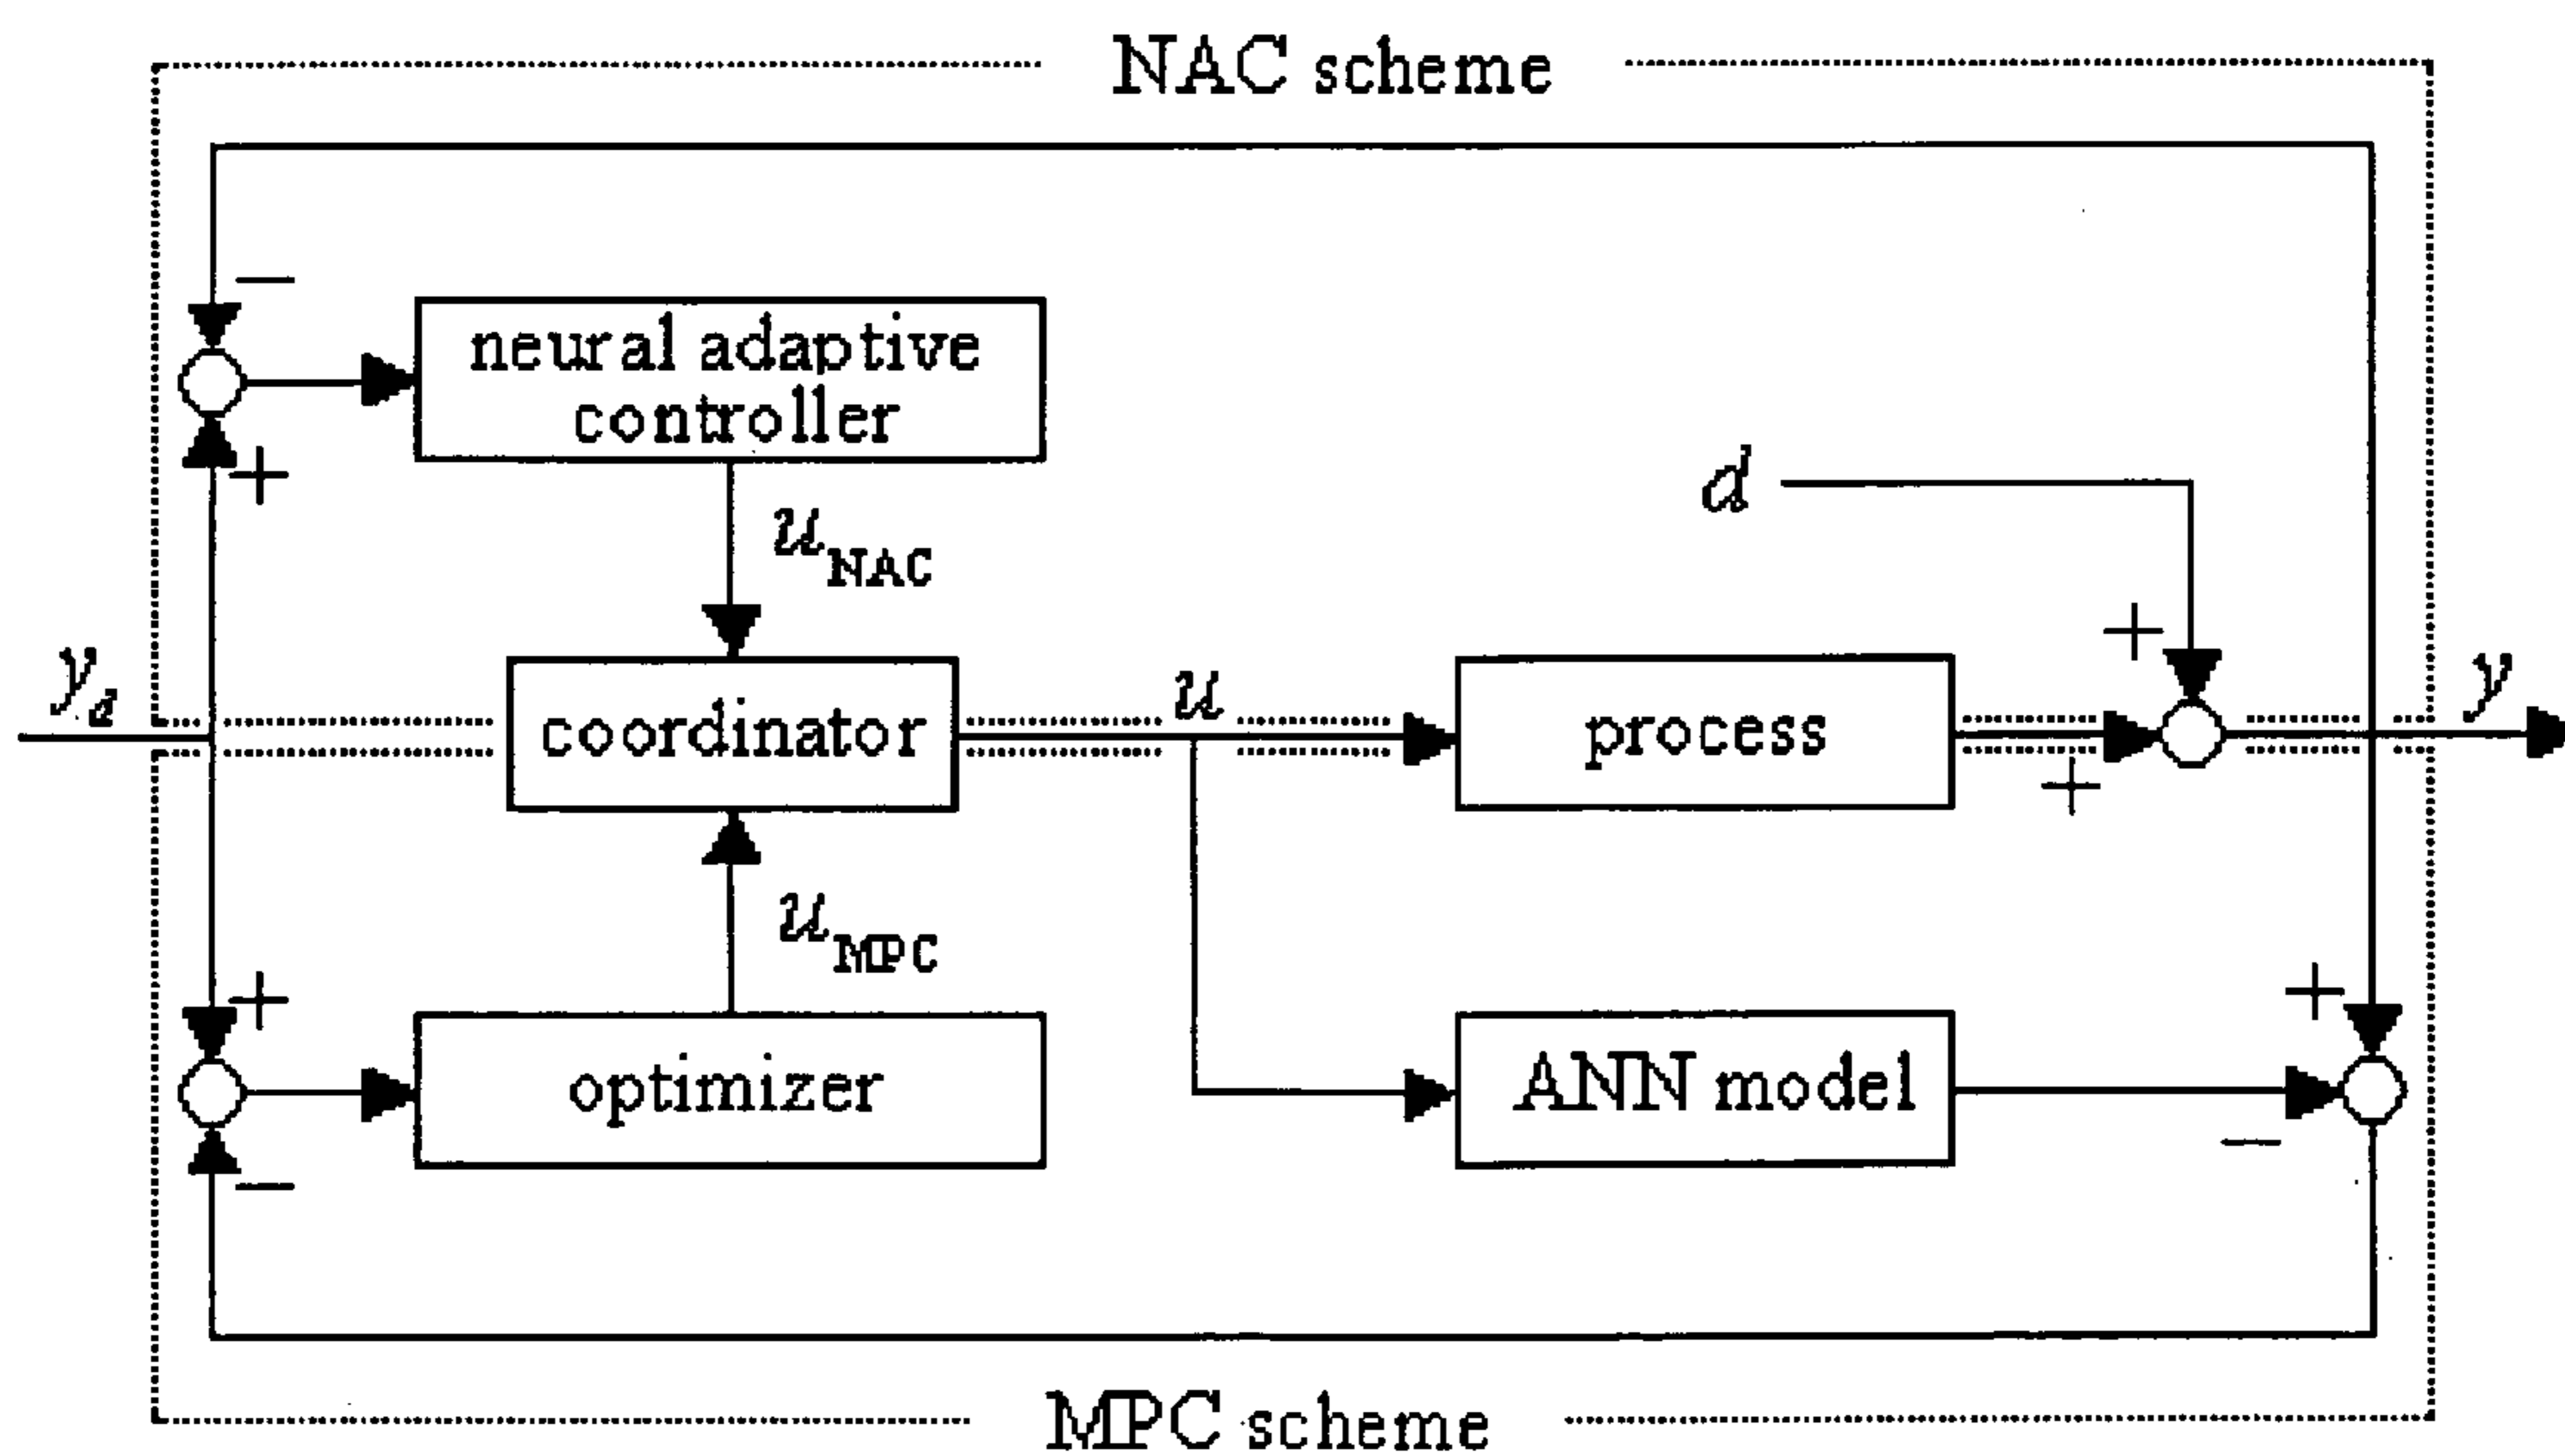 NAC scheme
−
neural adaptive
controller
+
u_NAC
d
+
y_d
coordinator
u
process
y
+
u_MPC
+
+
optimizer
ANN model
−
−
MPC scheme